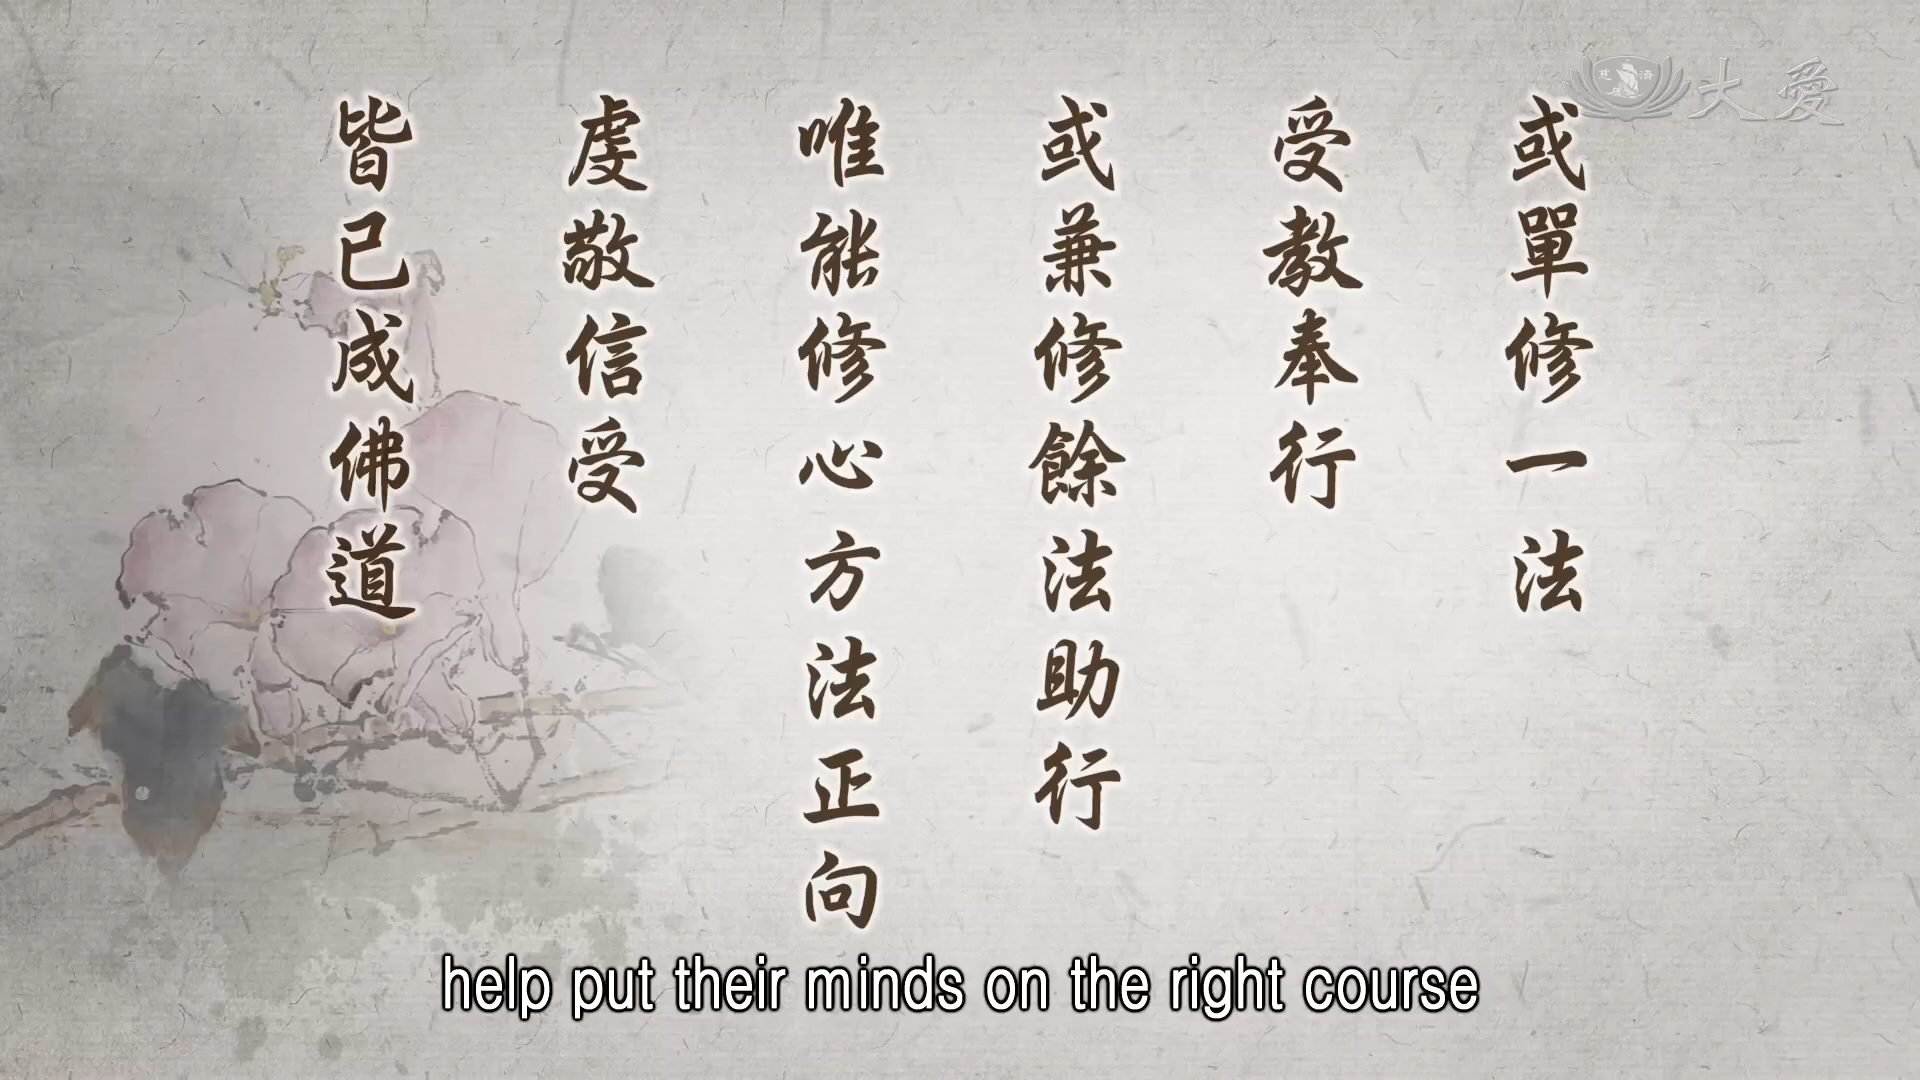 或單修一法
受教奉行
或兼修餘法助行
唯能修心方法正向
虔敬信受
皆已成佛道
help put their minds on the right course
慈濟
大愛